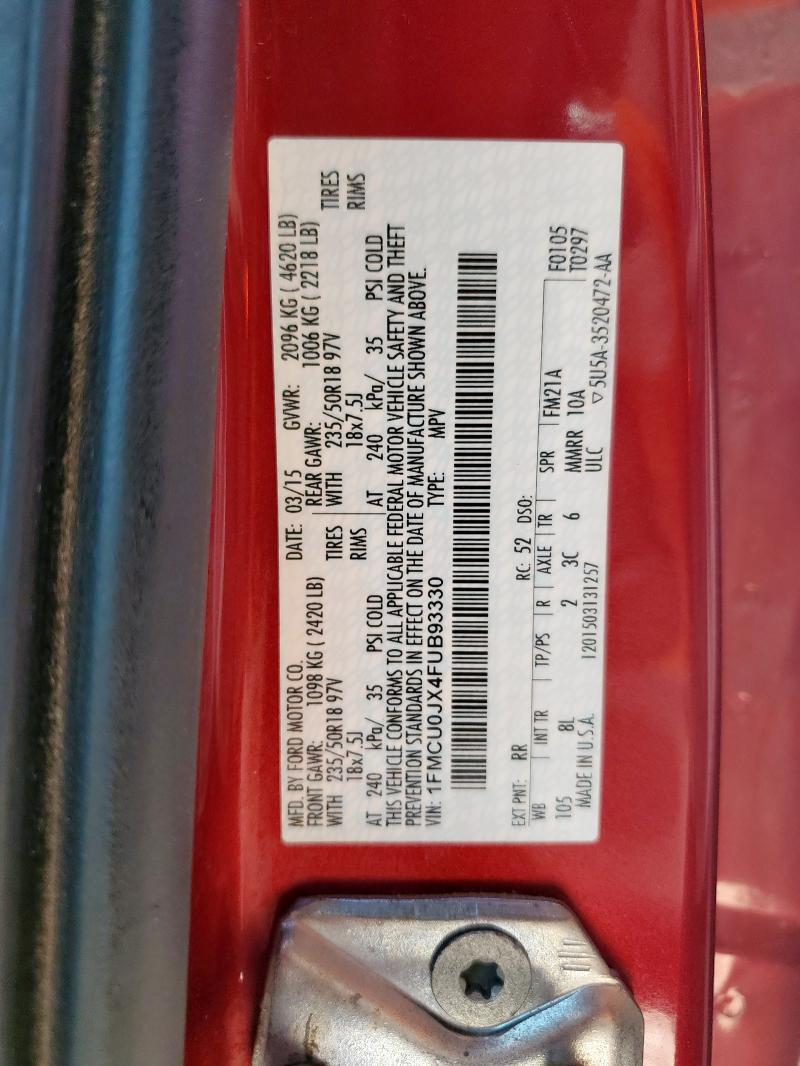 MFD. BY FORD MOTOR CO. DATE: 03/15 GVWR: 2096 KG ( 4620 LB)
FRONT GAWR: 1098 KG ( 2420 LB) REAR GAWR: 1006 KG ( 2218 LB)
WITH 235/50R18 97V TIRES WITH 235/50R18 97V TIRES
18x7.5J RIMS 18x7.5J RIMS
AT 240 kPa/ 35 PSI COLD AT 240 kPa/ 35 PSI COLD
THIS VEHICLE CONFORMS TO ALL APPLICABLE FEDERAL MOTOR VEHICLE SAFETY AND THEFT
PREVENTION STANDARDS IN EFFECT ON THE DATE OF MANUFACTURE SHOWN ABOVE.
VIN: 1FMCU0JX4FUB93330 TYPE: MPV
EXT PNT: RR RC: 52 DSO: F0105
WB INT TR TP/PS R AXLE TR SPR FM21A T0297
105 8L 2 3C 6 MMRR 10A
MADE IN U.S.A. 1201503131257 ULC ▽5U5A-3520472-AA